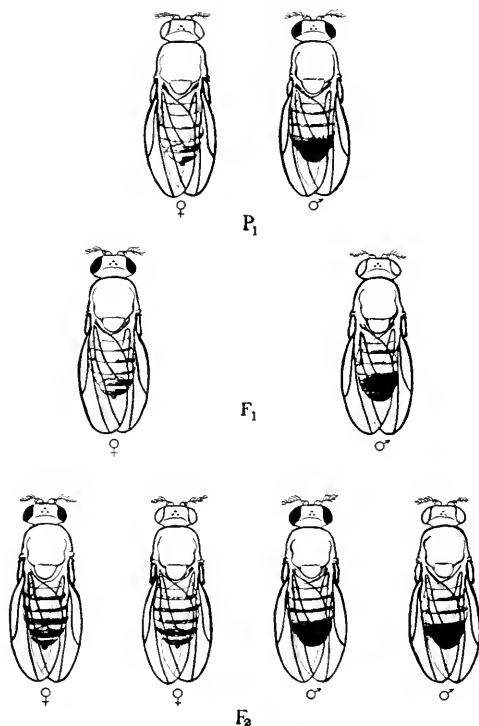 ♀ ♂
P₁
♀ ♂
F₁
♀ ♀ ♂ ♂
F₂